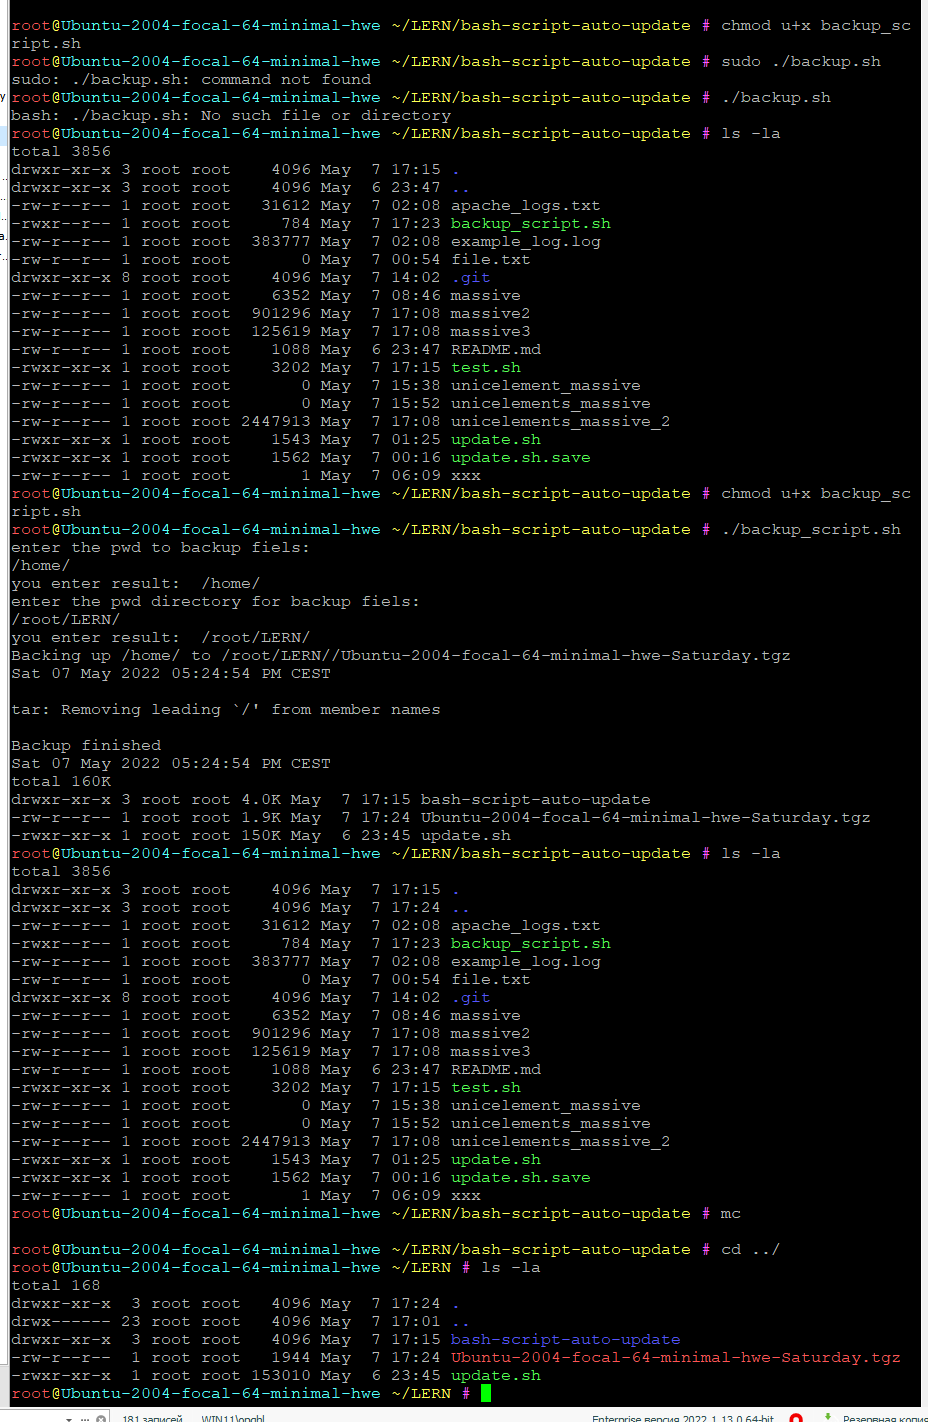 root@Ubuntu-2004-focal-64-minimal-hwe ~/LERN/bash-script-auto-update # chmod u+x backup_sc
ript.sh
root@Ubuntu-2004-focal-64-minimal-hwe ~/LERN/bash-script-auto-update # sudo ./backup.sh
sudo: ./backup.sh: command not found
root@Ubuntu-2004-focal-64-minimal-hwe ~/LERN/bash-script-auto-update # ./backup.sh
bash: ./backup.sh: No such file or directory
root@Ubuntu-2004-focal-64-minimal-hwe ~/LERN/bash-script-auto-update # ls -la
total 3856
drwxr-xr-x 3 root root    4096 May  7 17:15 .
drwxr-xr-x 3 root root    4096 May  6 23:47 ..
-rw-r--r-- 1 root root   31612 May  7 02:08 apache_logs.txt
-rwxr--r-- 1 root root     784 May  7 17:23 backup_script.sh
-rw-r--r-- 1 root root  383777 May  7 02:08 example_log.log
-rw-r--r-- 1 root root       0 May  7 00:54 file.txt
drwxr-xr-x 8 root root    4096 May  7 14:02 .git
-rw-r--r-- 1 root root    6352 May  7 08:46 massive
-rw-r--r-- 1 root root  901296 May  7 17:08 massive2
-rw-r--r-- 1 root root  125619 May  7 17:08 massive3
-rw-r--r-- 1 root root    1088 May  6 23:47 README.md
-rwxr-xr-x 1 root root    3202 May  7 17:15 test.sh
-rw-r--r-- 1 root root       0 May  7 15:38 unicelement_massive
-rw-r--r-- 1 root root       0 May  7 15:52 unicelements_massive
-rw-r--r-- 1 root root 2447913 May  7 17:08 unicelements_massive_2
-rwxr-xr-x 1 root root    1543 May  7 01:25 update.sh
-rwxr-xr-x 1 root root    1562 May  7 00:16 update.sh.save
-rw-r--r-- 1 root root       1 May  7 06:09 xxx
root@Ubuntu-2004-focal-64-minimal-hwe ~/LERN/bash-script-auto-update # chmod u+x backup_sc
ript.sh
root@Ubuntu-2004-focal-64-minimal-hwe ~/LERN/bash-script-auto-update # ./backup_script.sh
enter the pwd to backup fiels:
/home/
you enter result:  /home/
enter the pwd directory for backup fiels:
/root/LERN/
you enter result:  /root/LERN/
Backing up /home/ to /root/LERN//Ubuntu-2004-focal-64-minimal-hwe-Saturday.tgz
Sat 07 May 2022 05:24:54 PM CEST
tar: Removing leading `/' from member names
Backup finished
Sat 07 May 2022 05:24:54 PM CEST
total 160K
drwxr-xr-x 3 root root 4.0K May  7 17:15 bash-script-auto-update
-rw-r--r-- 1 root root 1.9K May  7 17:24 Ubuntu-2004-focal-64-minimal-hwe-Saturday.tgz
-rwxr-xr-x 1 root root 150K May  6 23:45 update.sh
root@Ubuntu-2004-focal-64-minimal-hwe ~/LERN/bash-script-auto-update # ls -la
total 3856
drwxr-xr-x 3 root root    4096 May  7 17:15 .
drwxr-xr-x 3 root root    4096 May  7 17:24 ..
-rw-r--r-- 1 root root   31612 May  7 02:08 apache_logs.txt
-rwxr--r-- 1 root root     784 May  7 17:23 backup_script.sh
-rw-r--r-- 1 root root  383777 May  7 02:08 example_log.log
-rw-r--r-- 1 root root       0 May  7 00:54 file.txt
drwxr-xr-x 8 root root    4096 May  7 14:02 .git
-rw-r--r-- 1 root root    6352 May  7 08:46 massive
-rw-r--r-- 1 root root  901296 May  7 17:08 massive2
-rw-r--r-- 1 root root  125619 May  7 17:08 massive3
-rw-r--r-- 1 root root    1088 May  6 23:47 README.md
-rwxr-xr-x 1 root root    3202 May  7 17:15 test.sh
-rw-r--r-- 1 root root       0 May  7 15:38 unicelement_massive
-rw-r--r-- 1 root root       0 May  7 15:52 unicelements_massive
-rw-r--r-- 1 root root 2447913 May  7 17:08 unicelements_massive_2
-rwxr-xr-x 1 root root    1543 May  7 01:25 update.sh
-rwxr-xr-x 1 root root    1562 May  7 00:16 update.sh.save
-rw-r--r-- 1 root root       1 May  7 06:09 xxx
root@Ubuntu-2004-focal-64-minimal-hwe ~/LERN/bash-script-auto-update # mc
root@Ubuntu-2004-focal-64-minimal-hwe ~/LERN/bash-script-auto-update # cd ../
root@Ubuntu-2004-focal-64-minimal-hwe ~/LERN # ls -la
total 168
drwxr-xr-x  3 root root   4096 May  7 17:24 .
drwx------ 23 root root   4096 May  7 17:01 ..
drwxr-xr-x  3 root root   4096 May  7 17:15 bash-script-auto-update
-rw-r--r--  1 root root   1944 May  7 17:24 Ubuntu-2004-focal-64-minimal-hwe-Saturday.tgz
-rwxr-xr-x  1 root root 153010 May  6 23:45 update.sh
root@Ubuntu-2004-focal-64-minimal-hwe ~/LERN #